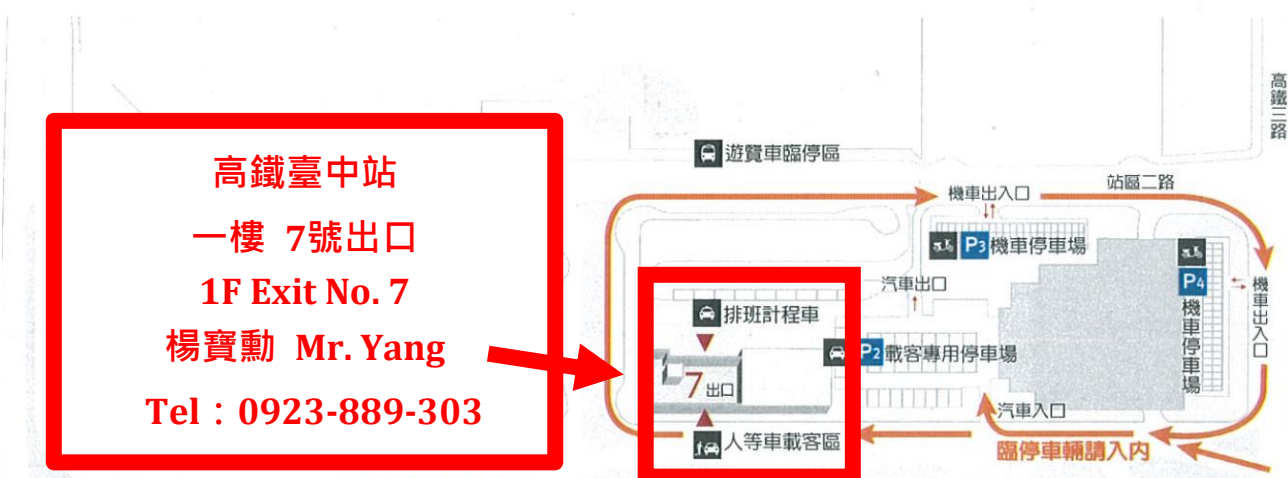 高鐵臺中站
一樓 7號出口
1F Exit No. 7
楊寶勳 Mr. Yang
Tel：0923-889-303
遊覽車臨停區
高鐵三路
機車出入口
站區二路
P3 機車停車場
P4
機車停車場
機車出入口
汽車出口
排班計程車
P2 載客專用停車場
7 出口
人等車載客區
汽車入口
臨停車輛請入內